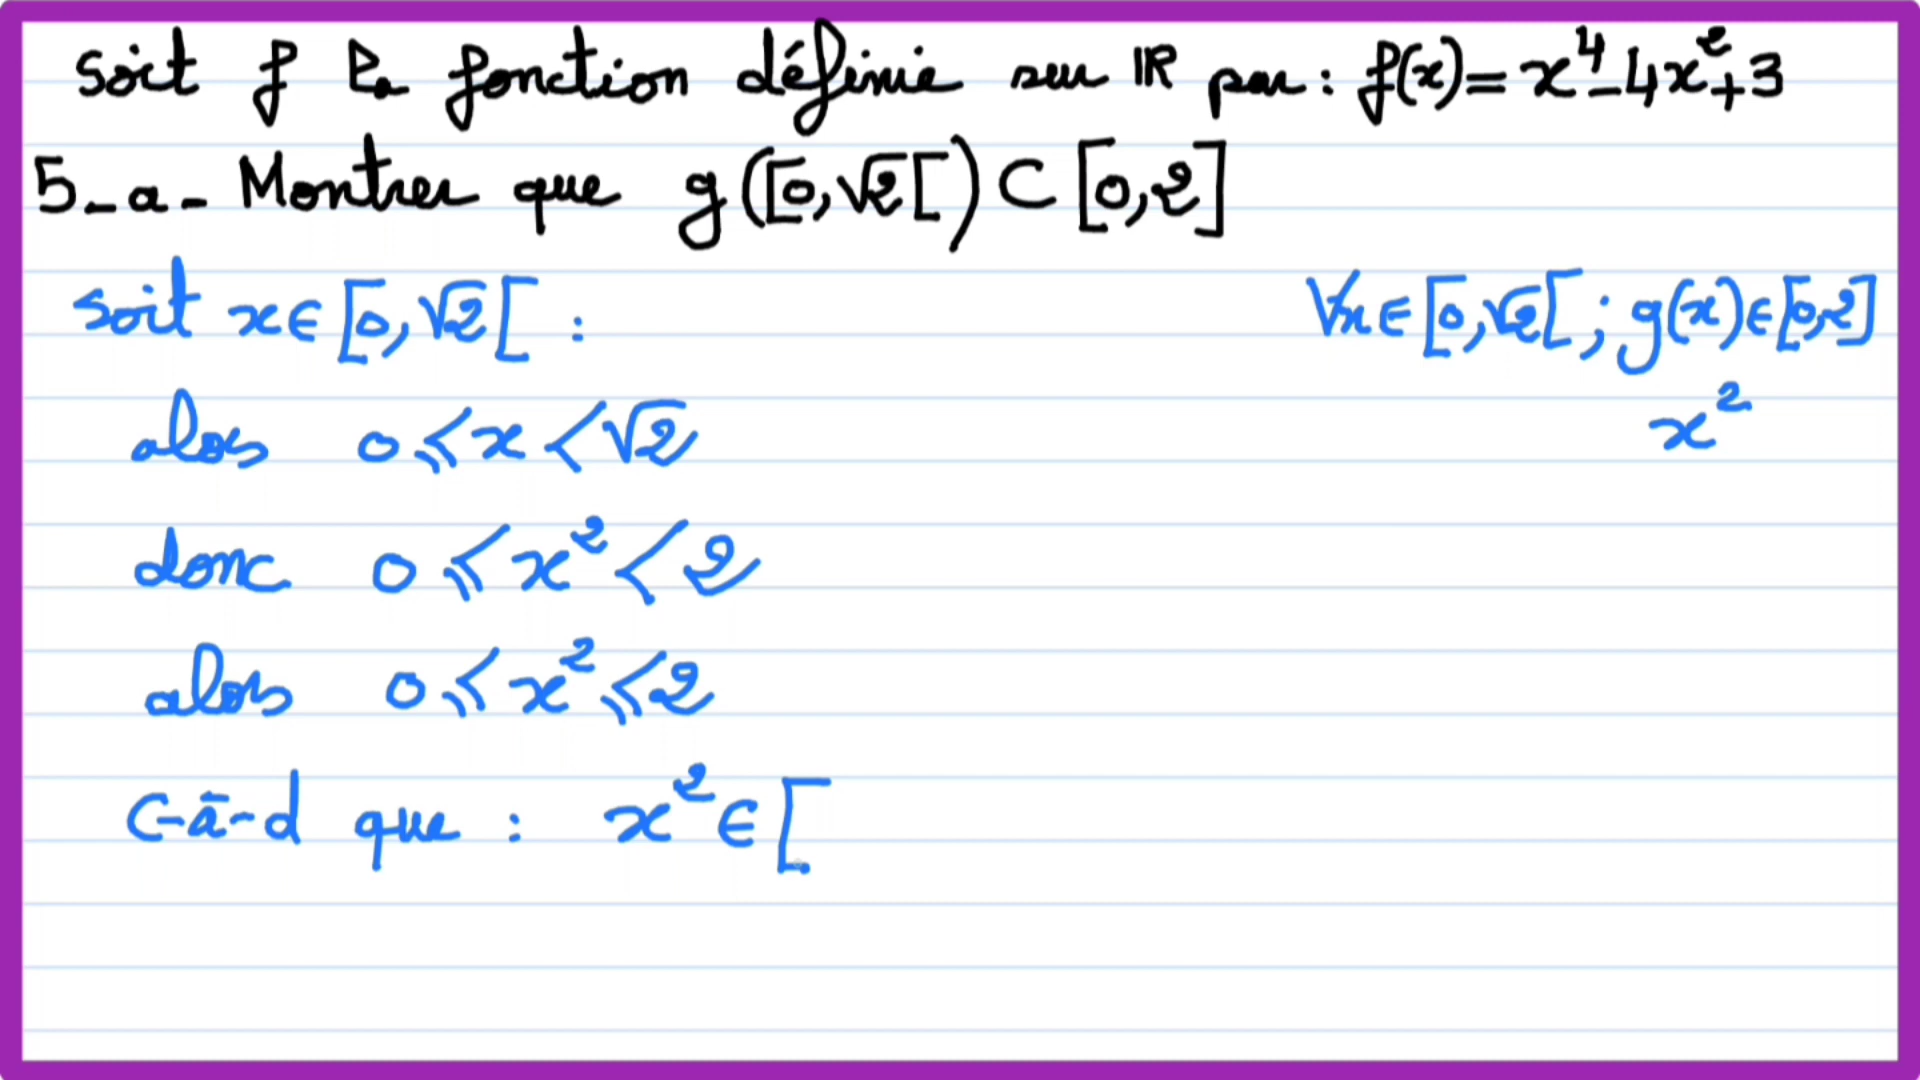 Soit f la fonction définie sur ℝ par : f(x) = x⁴ - 4x² + 3
5 - a - Montrer que g([0, √2[) ⊂ [0, 2]
soit x ∈ [0, √2[ :
∀x ∈ [0, √2[ ; g(x) ∈ [0, 2]
x²
alors 0 ⩽ x < √2
donc 0 ⩽ x² < 2
alors 0 ⩽ x² ⩽ 2
c-à-d que : x² ∈ [